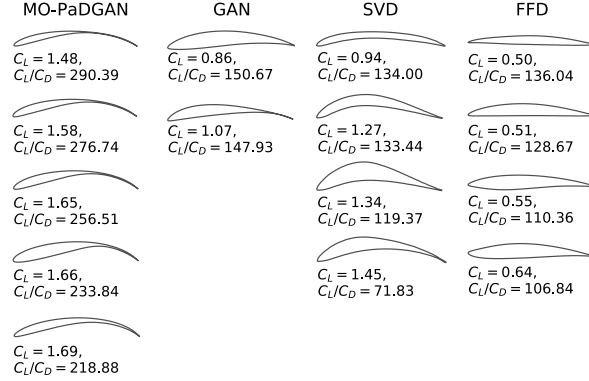 MO-PaDGAN
GAN
SVD
FFD
C_L = 1.48,
C_L/C_D = 290.39
C_L = 0.86,
C_L/C_D = 150.67
C_L = 0.94,
C_L/C_D = 134.00
C_L = 0.50,
C_L/C_D = 136.04
C_L = 1.58,
C_L/C_D = 276.74
C_L = 1.07,
C_L/C_D = 147.93
C_L = 1.27,
C_L/C_D = 133.44
C_L = 0.51,
C_L/C_D = 128.67
C_L = 1.65,
C_L/C_D = 256.51
C_L = 1.34,
C_L/C_D = 119.37
C_L = 0.55,
C_L/C_D = 110.36
C_L = 1.66,
C_L/C_D = 233.84
C_L = 1.45,
C_L/C_D = 71.83
C_L = 0.64,
C_L/C_D = 106.84
C_L = 1.69,
C_L/C_D = 218.88